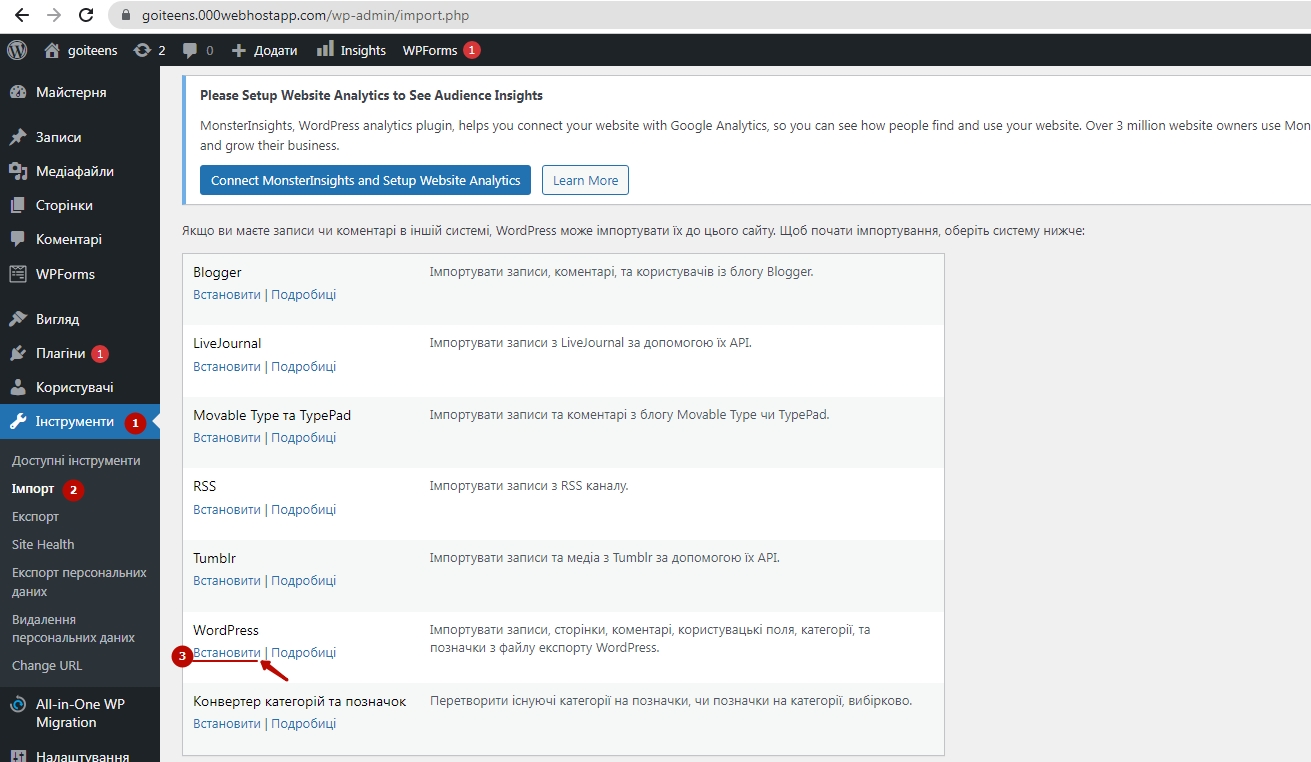 goiteens.000webhostapp.com/wp-admin/import.php
goiteens 2 0 Додати Insights WPForms 1
Майстерня
Записи
Медіафайли
Сторінки
Коментарі
WPForms
Вигляд
Плагіни 1
Користувачі
Інструменти 1
Доступні інструменти
Імпорт 2
Експорт
Site Health
Експорт персональних
даних
Видалення
персональних даних
Change URL
All-in-One WP
Migration
Налаштування
Please Setup Website Analytics to See Audience Insights
MonsterInsights, WordPress analytics plugin, helps you connect your website with Google Analytics, so you can see how people find and use your website. Over 3 million website owners use Mon
and grow their business.
Connect MonsterInsights and Setup Website Analytics Learn More
Якщо ви маєте записи чи коментарі в іншій системі, WordPress може імпортувати їх до цього сайту. Щоб почати імпортування, оберіть систему нижче:
Blogger Імпортувати записи, коментарі, та користувачів із блогу Blogger.
Встановити | Подробиці
LiveJournal Імпортувати записи з LiveJournal за допомогою їх API.
Встановити | Подробиці
Movable Type та TypePad Імпортувати записи та коментарі з блогу Movable Type чи TypePad.
Встановити | Подробиці
RSS Імпортувати записи з RSS каналу.
Встановити | Подробиці
Tumblr Імпортувати записи та медіа з Tumblr за допомогою їх API.
Встановити | Подробиці
WordPress Імпортувати записи, сторінки, коментарі, користувацькі поля, категорії, та
позначки з файлу експорту WordPress.
3 Встановити | Подробиці
Конвертер категорій та позначок Перетворити існуючі категорії на позначки, чи позначки на категорії, вибірково.
Встановити | Подробиці